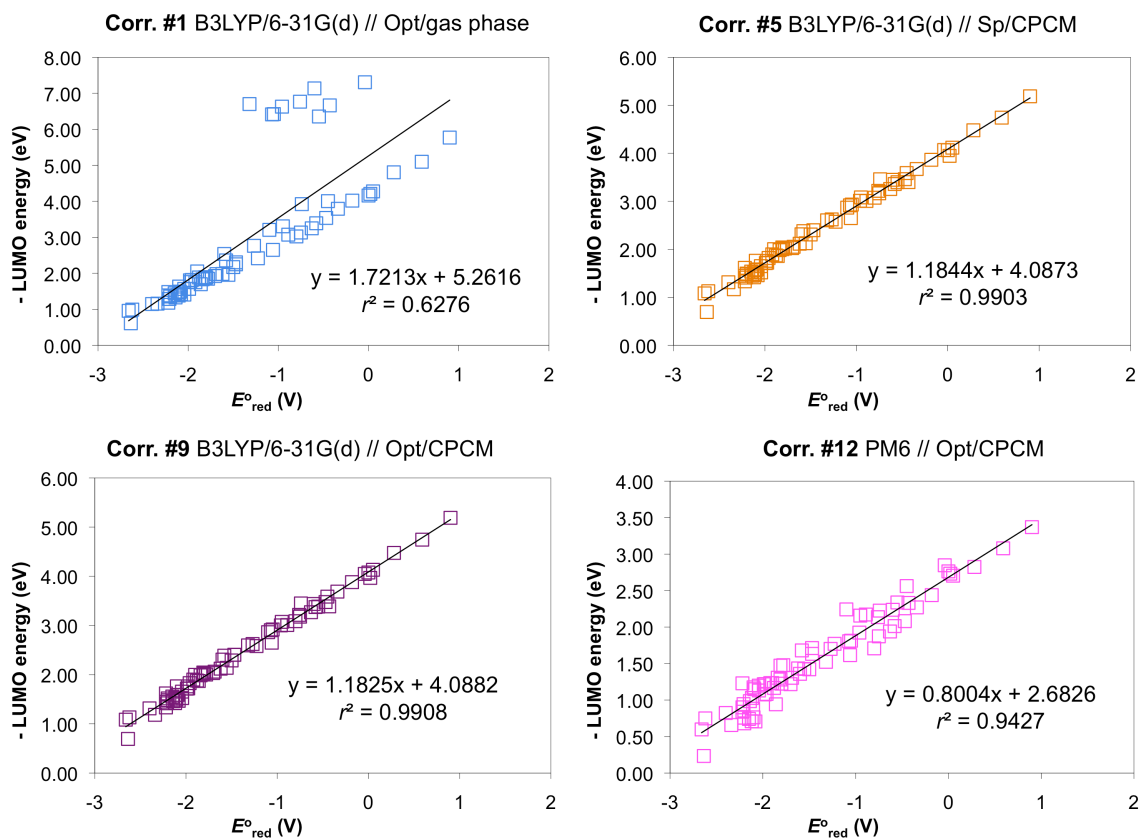 Corr. #1 B3LYP/6-31G(d) // Opt/gas phase
- LUMO energy (eV)
8.00
7.00
6.00
5.00
4.00
3.00
2.00
1.00
0.00
y = 1.7213x + 5.2616
r² = 0.6276
-3 -2 -1 0 1 2
E°red (V)
Corr. #5 B3LYP/6-31G(d) // Sp/CPCM
- LUMO energy (eV)
6.00
5.00
4.00
3.00
2.00
1.00
0.00
y = 1.1844x + 4.0873
r² = 0.9903
-3 -2 -1 0 1 2
E°red (V)
Corr. #9 B3LYP/6-31G(d) // Opt/CPCM
- LUMO energy (eV)
6.00
5.00
4.00
3.00
2.00
1.00
0.00
y = 1.1825x + 4.0882
r² = 0.9908
-3 -2 -1 0 1 2
E°red (V)
Corr. #12 PM6 // Opt/CPCM
- LUMO energy (eV)
4.00
3.50
3.00
2.50
2.00
1.50
1.00
0.50
0.00
y = 0.8004x + 2.6826
r² = 0.9427
-3 -2 -1 0 1 2
E°red (V)